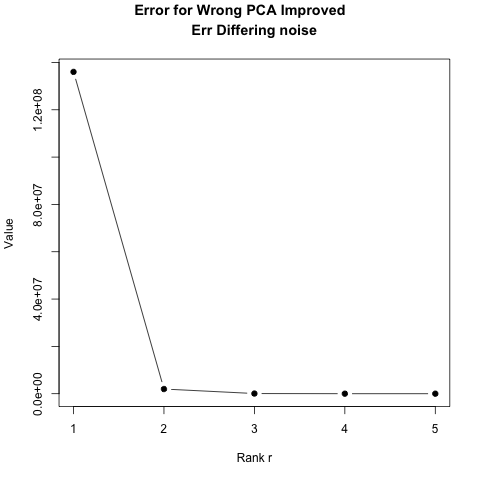 Error for Wrong PCA Improved
Err Differing noise
Value
1.2e+08
8.0e+07
4.0e+07
0.0e+00
1 2 3 4 5
Rank r